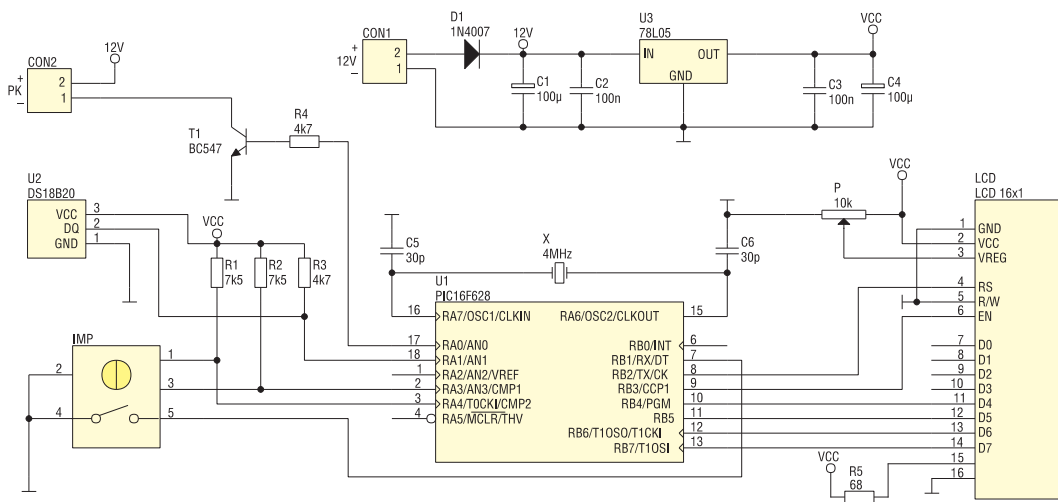 CON2
+
PK
−
2
1
12V
T1
BC547
R4
4k7
CON1
+
12V
−
2
1
D1
1N4007
12V
C1
100µ
C2
100n
U3
78L05
IN OUT
GND
C3
100n
VCC
C4
100µ
U2
DS18B20
VCC 3
DQ 2
GND 1
VCC
R1
7k5
R2
7k5
R3
4k7
C5
30p
X
4MHz
C6
30p
VCC
P
10k
IMP
1
2
3
4
5
U1
PIC16F628
16 RA7/OSC1/CLKIN
RA6/OSC2/CLKOUT 15
17 RA0/AN0
18 RA1/AN1
1 RA2/AN2/VREF
2 RA3/AN3/CMP1
3 RA4/T0CKI/CMP2
4 RA5/MCLR/THV
RB0/INT 6
RB1/RX/DT 7
RB2/TX/CK 8
RB3/CCP1 9
RB4/PGM 10
RB5 11
RB6/T1OSO/T1CKI 12
RB7/T1OSI 13
LCD
LCD 16x1
1 GND
2 VCC
3 VREG
4 RS
5 R/W
6 EN
7 D0
8 D1
9 D2
10 D3
11 D4
12 D5
13 D6
14 D7
15
16
VCC
R5
68